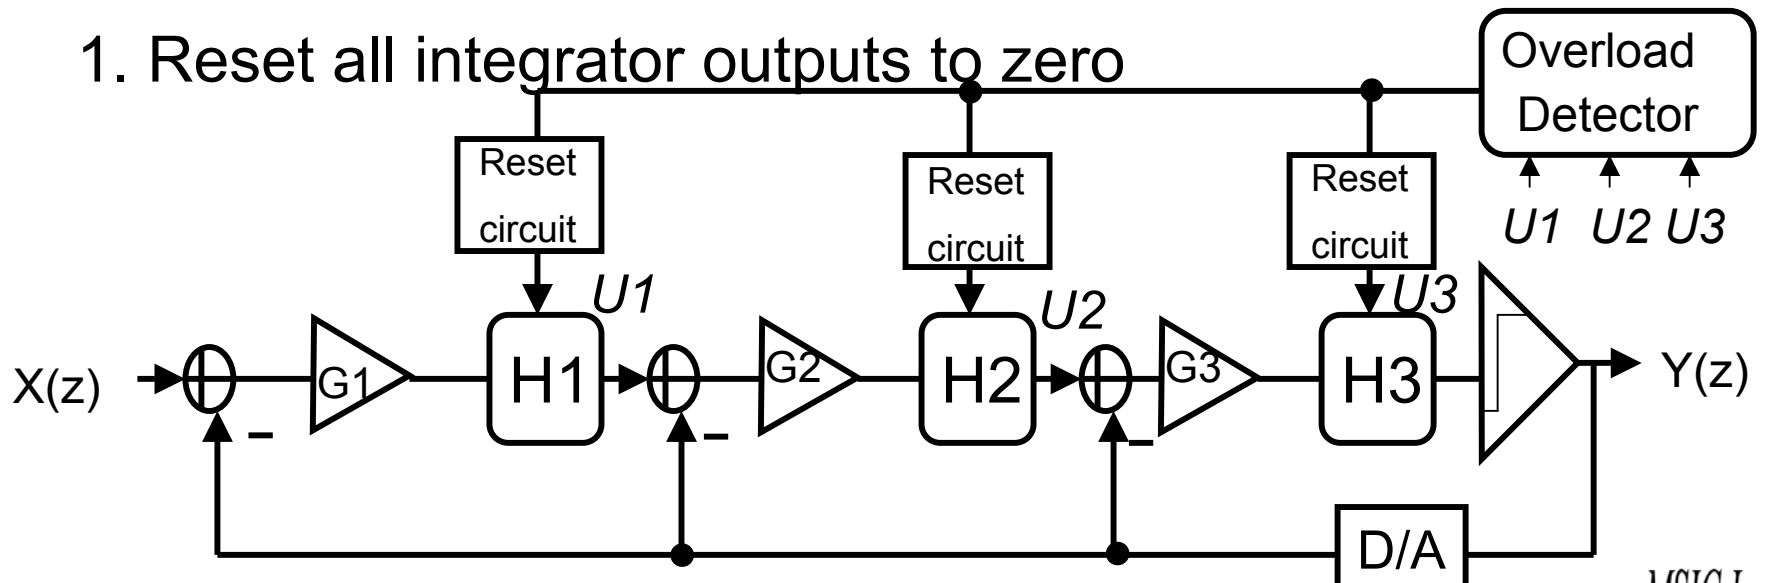 1. Reset all integrator outputs to zero
Overload
Detector
U1 U2 U3
Reset
circuit
Reset
circuit
Reset
circuit
U1
U2
U3
X(z)
G1
H1
G2
H2
G3
H3
Y(z)
-
-
-
D/A